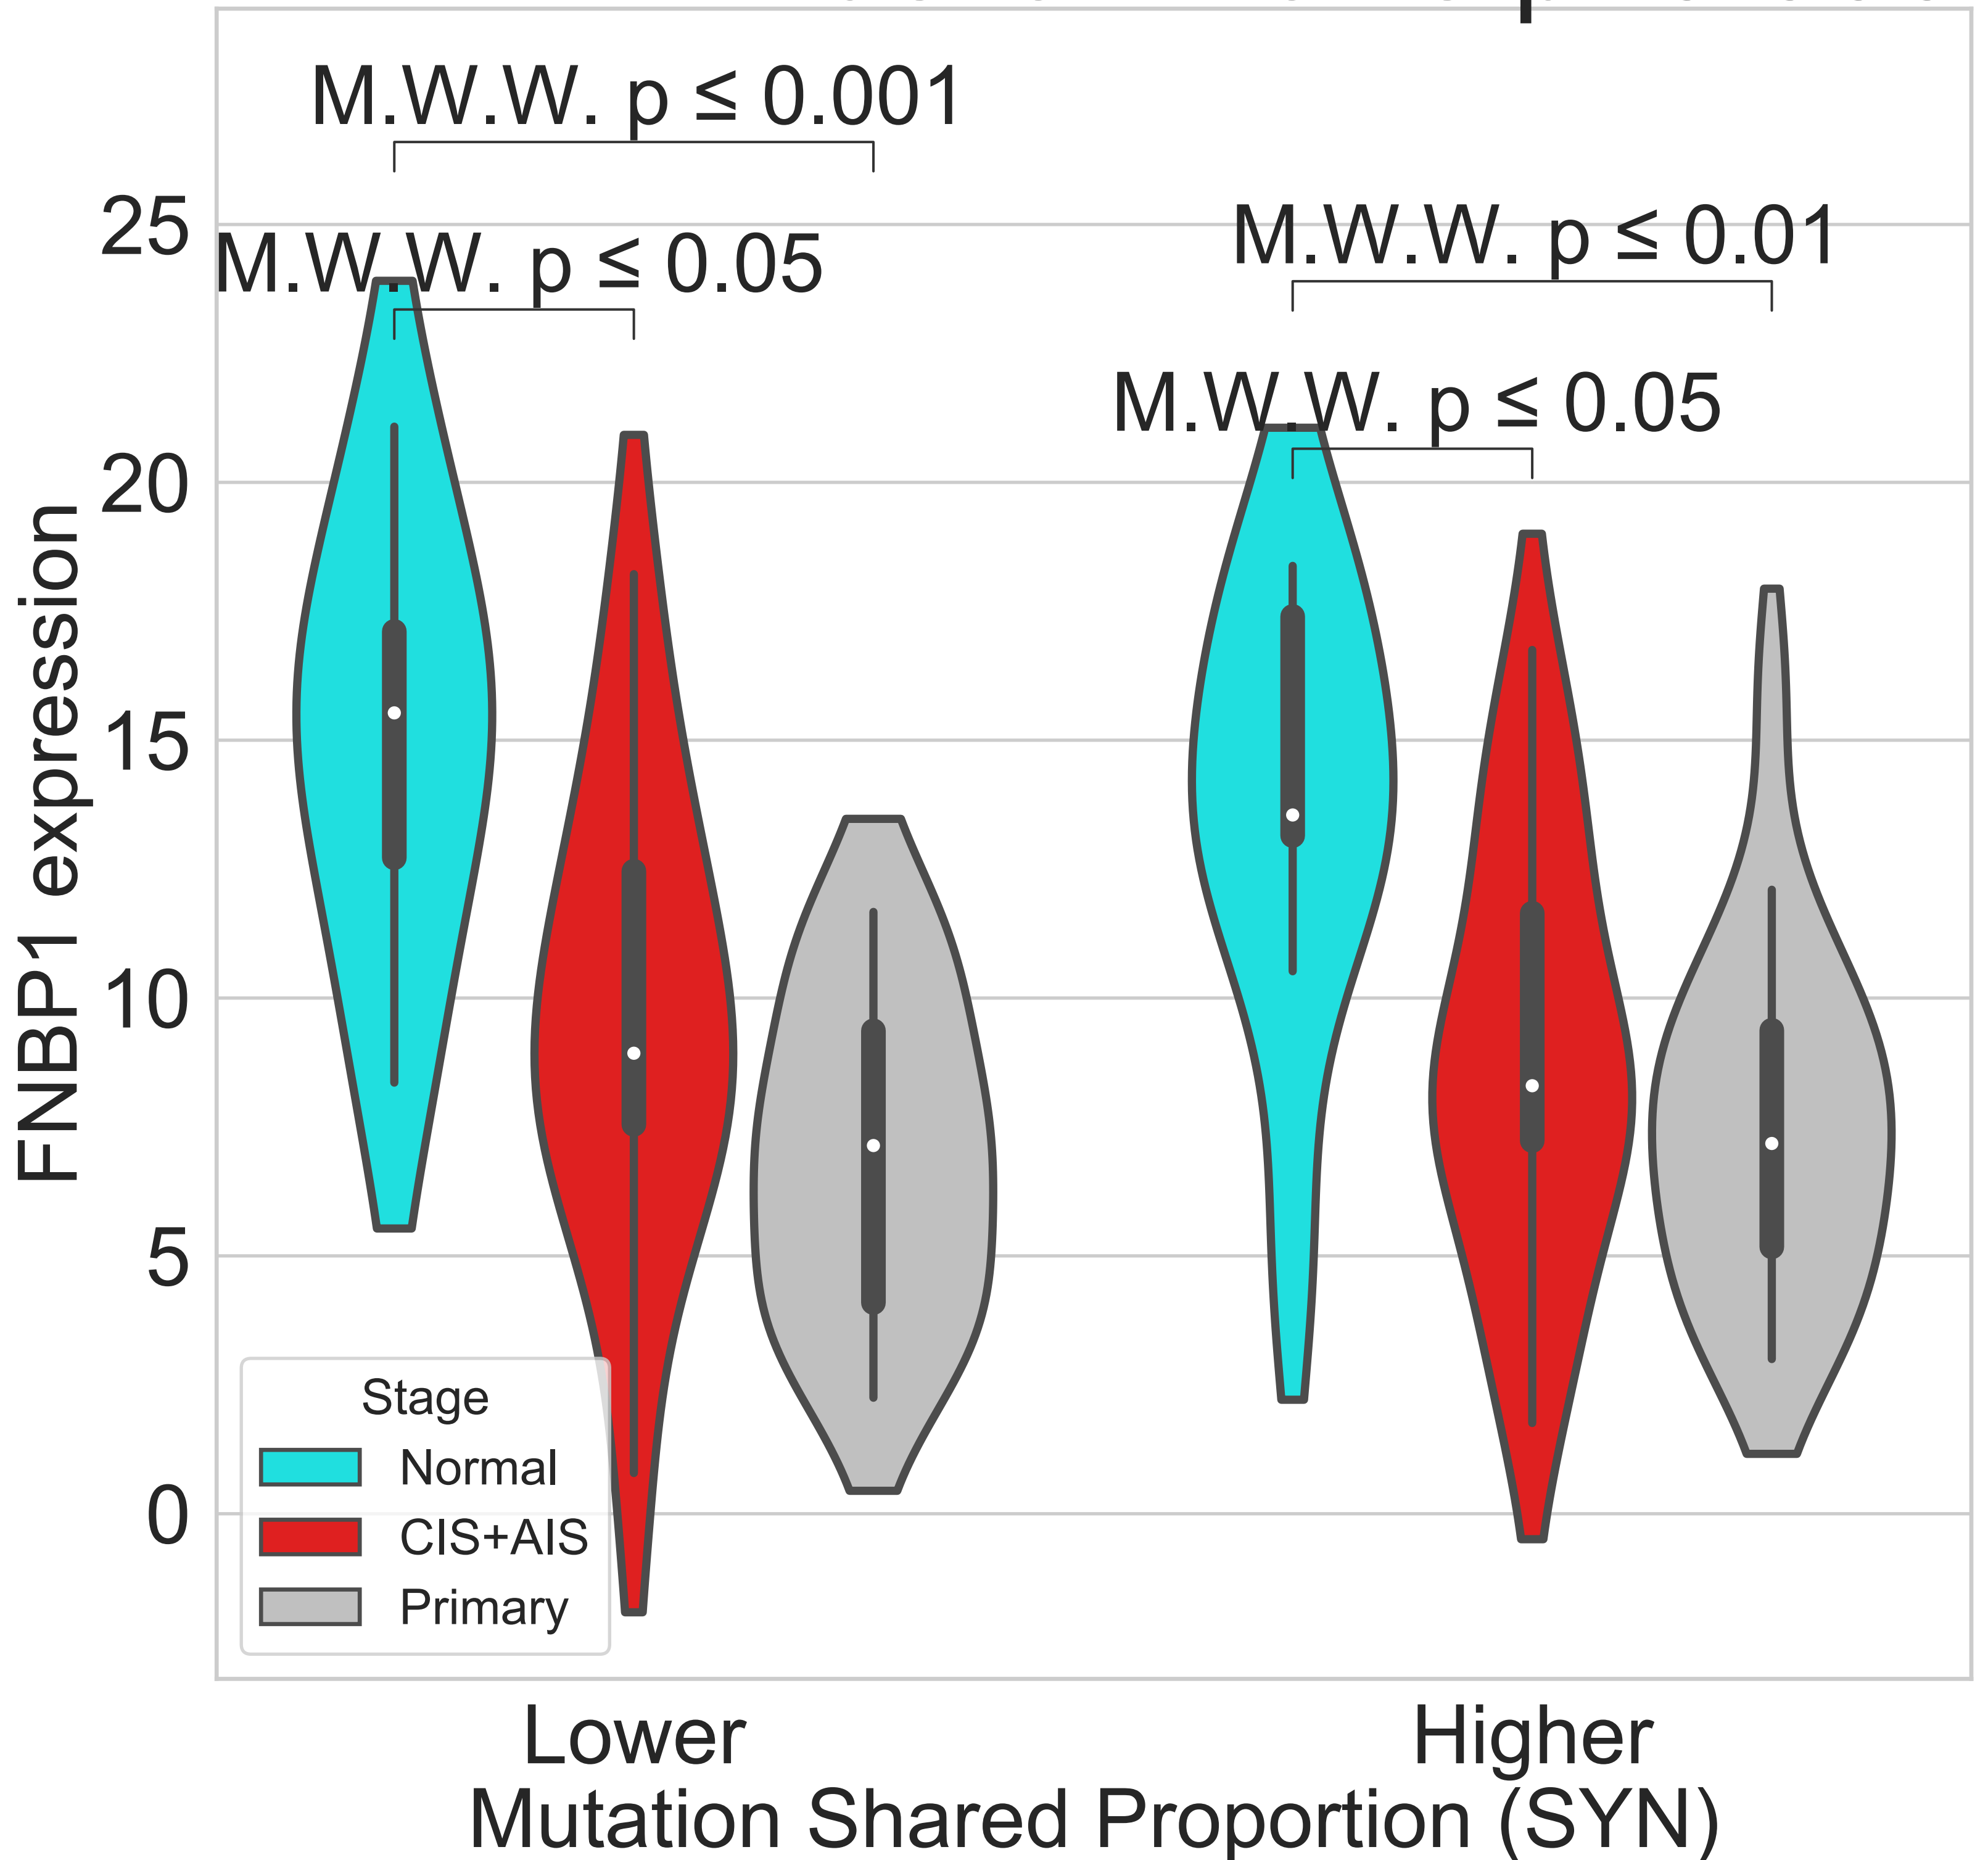 M.W.W. p ≤ 0.001
M.W.W. p ≤ 0.05
M.W.W. p ≤ 0.01
M.W.W. p ≤ 0.05
FNBP1 expression
25
20
15
10
5
0
Stage
Normal
CIS+AIS
Primary
Lower
Higher
Mutation Shared Proportion (SYN)